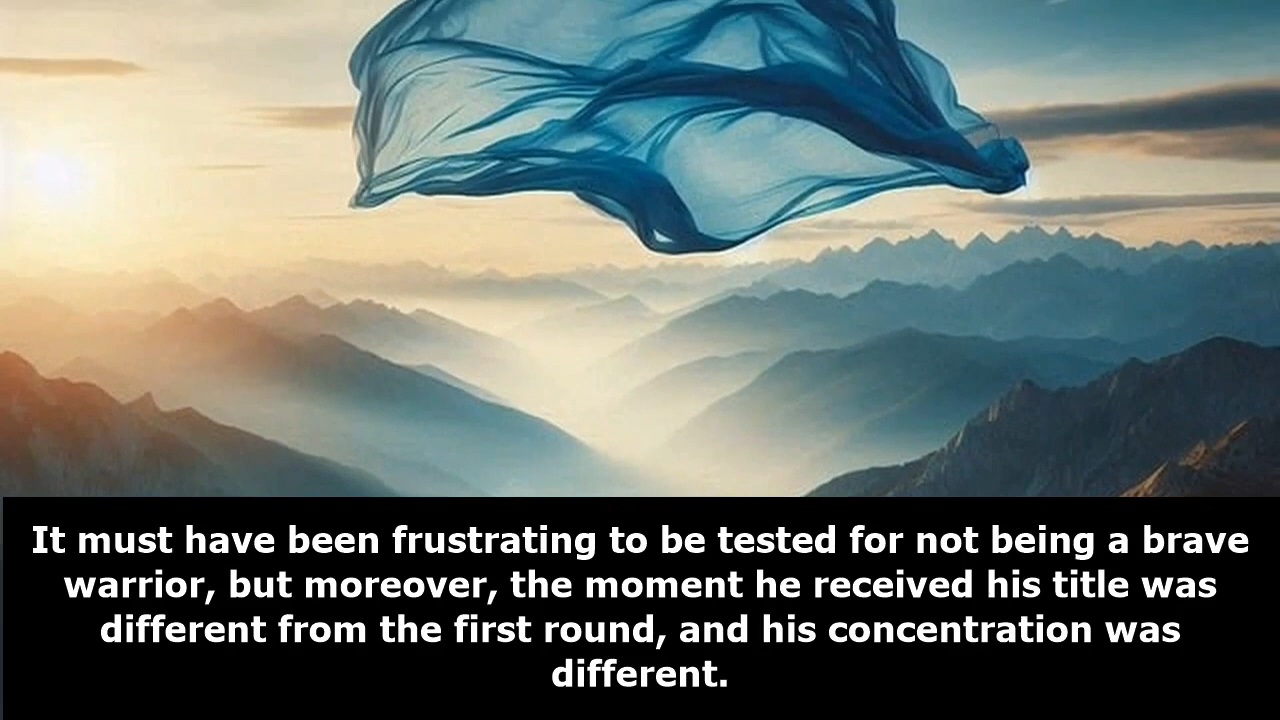 It must have been frustrating to be tested for not being a brave
warrior, but moreover, the moment he received his title was
different from the first round, and his concentration was
different.